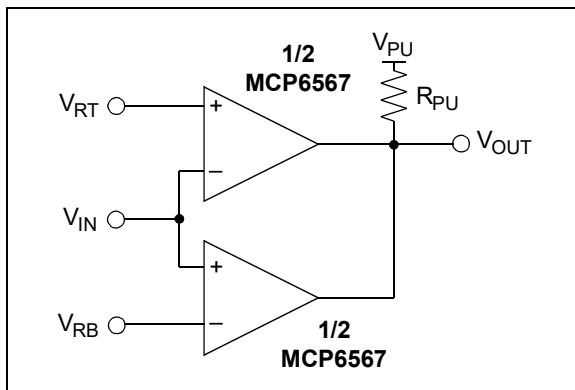 1/2
MCP6567
V_PU
R_PU
V_RT
+
−
V_OUT
V_IN
+
−
V_RB
1/2
MCP6567